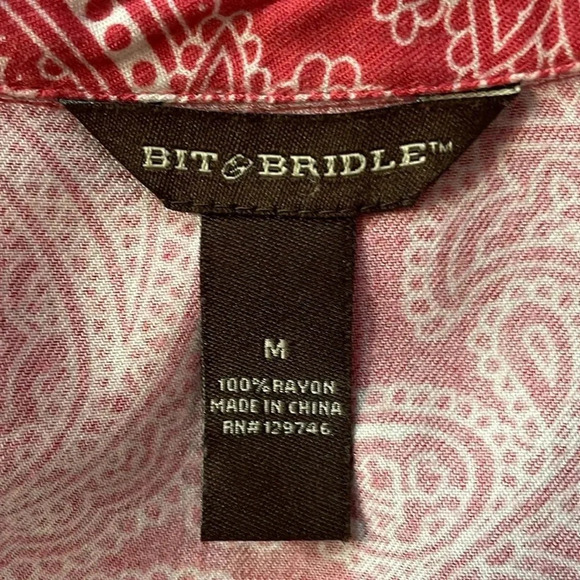 BIT & BRIDLE™
M
100% RAYON
MADE IN CHINA
RN# 129746